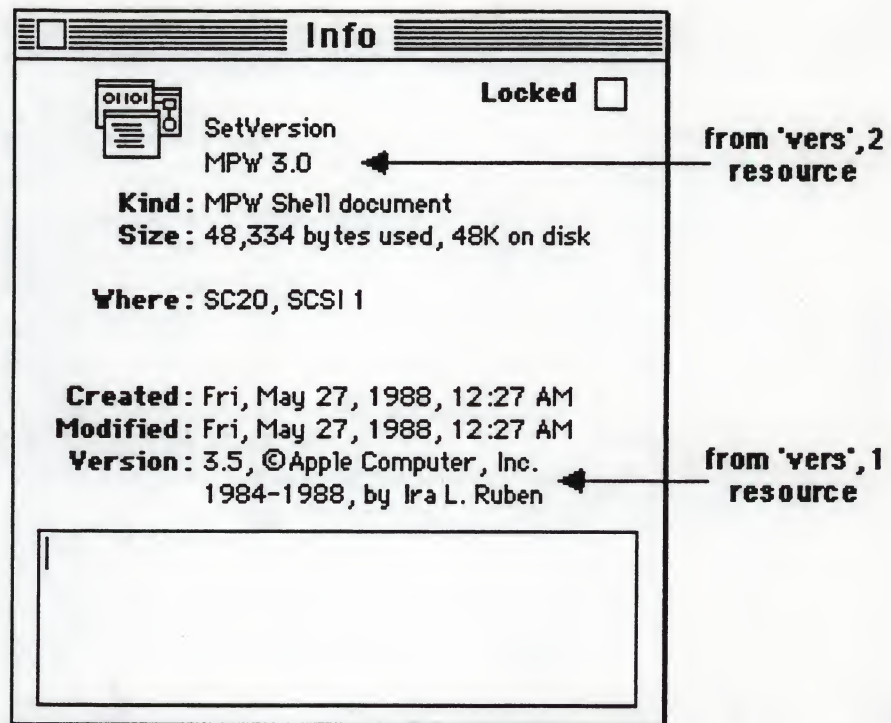 Info
01101
Locked
SetVersion
MPW 3.0
from 'vers',2
resource
Kind: MPW Shell document
Size: 48,334 bytes used, 48K on disk
Where: SC20, SCSI 1
Created: Fri, May 27, 1988, 12:27 AM
Modified: Fri, May 27, 1988, 12:27 AM
Version: 3.5, ©Apple Computer, Inc.
1984-1988, by Ira L. Ruben
from 'vers',1
resource